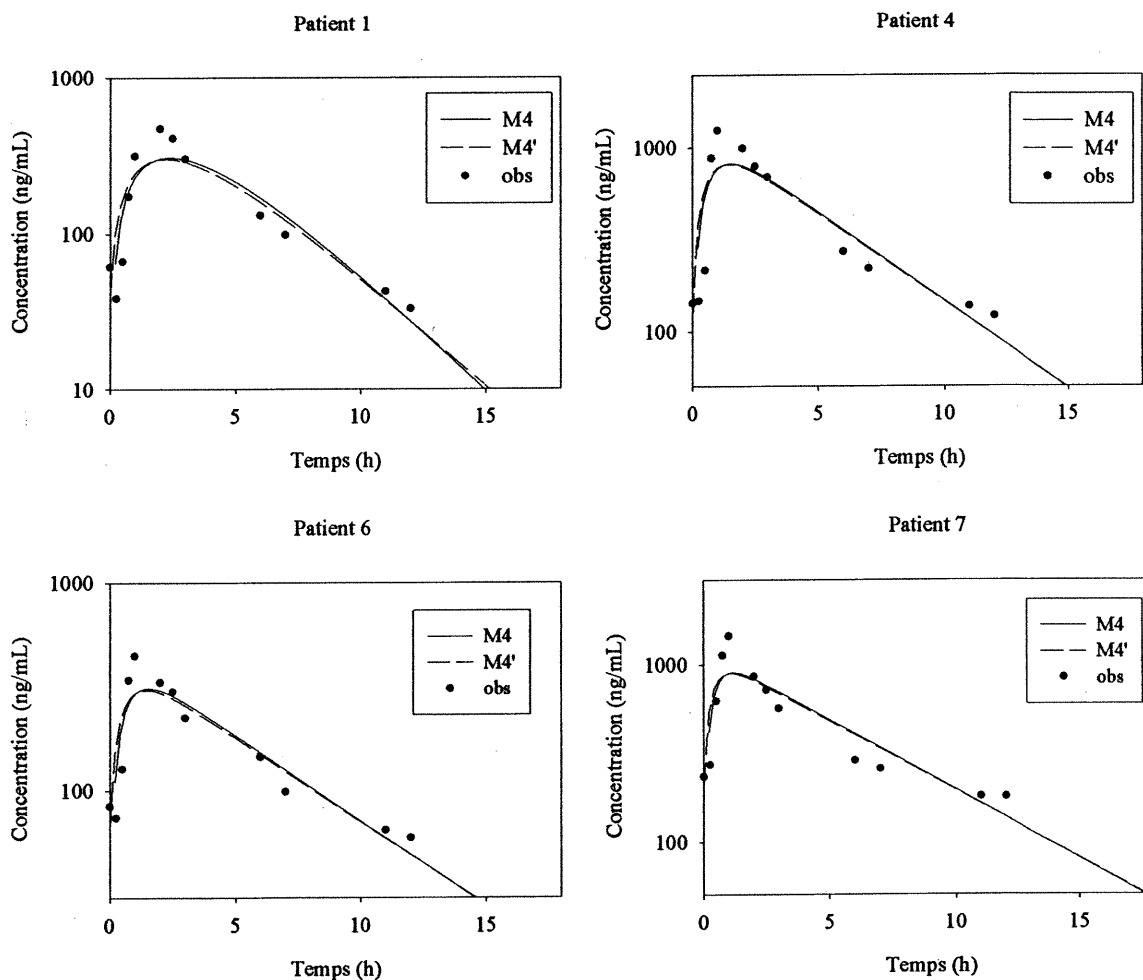 Patient 1
1000
100
10
0
5
10
15
Concentration (ng/mL)
Temps (h)
M4
M4'
obs
Patient 4
1000
100
0
5
10
15
Concentration (ng/mL)
Temps (h)
M4
M4'
obs
Patient 6
1000
100
0
5
10
15
Concentration (ng/mL)
Temps (h)
M4
M4'
obs
Patient 7
1000
100
0
5
10
15
Concentration (ng/mL)
Temps (h)
M4
M4'
obs